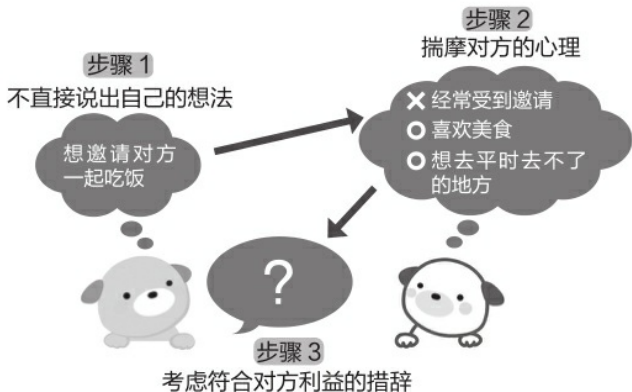 步骤 1
不直接说出自己的想法
想邀请对方
一起吃饭
步骤 2
揣摩对方的心理
✕ 经常受到邀请
○ 喜欢美食
○ 想去平时去不了
的地方
?
步骤 3
考虑符合对方利益的措辞